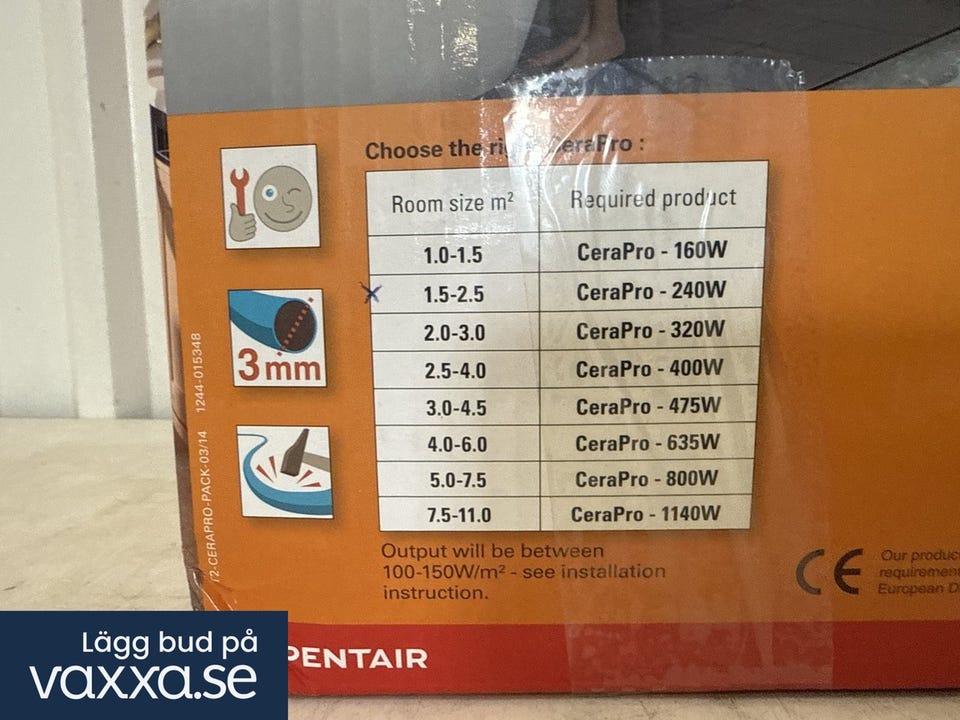 Choose the ri CeraPro :
Room size m² Required product
1.0-1.5 CeraPro - 160W
1.5-2.5 CeraPro - 240W
2.0-3.0 CeraPro - 320W
2.5-4.0 CeraPro - 400W
3.0-4.5 CeraPro - 475W
4.0-6.0 CeraPro - 635W
5.0-7.5 CeraPro - 800W
7.5-11.0 CeraPro - 1140W
3mm
Output will be between
100-150W/m² - see installation
instruction.
CE
Our produc
requiremen
European D
/2-CERAPRO-PACK-03/14 1244-015348
PENTAIR
Lägg bud på
vaxxa.se